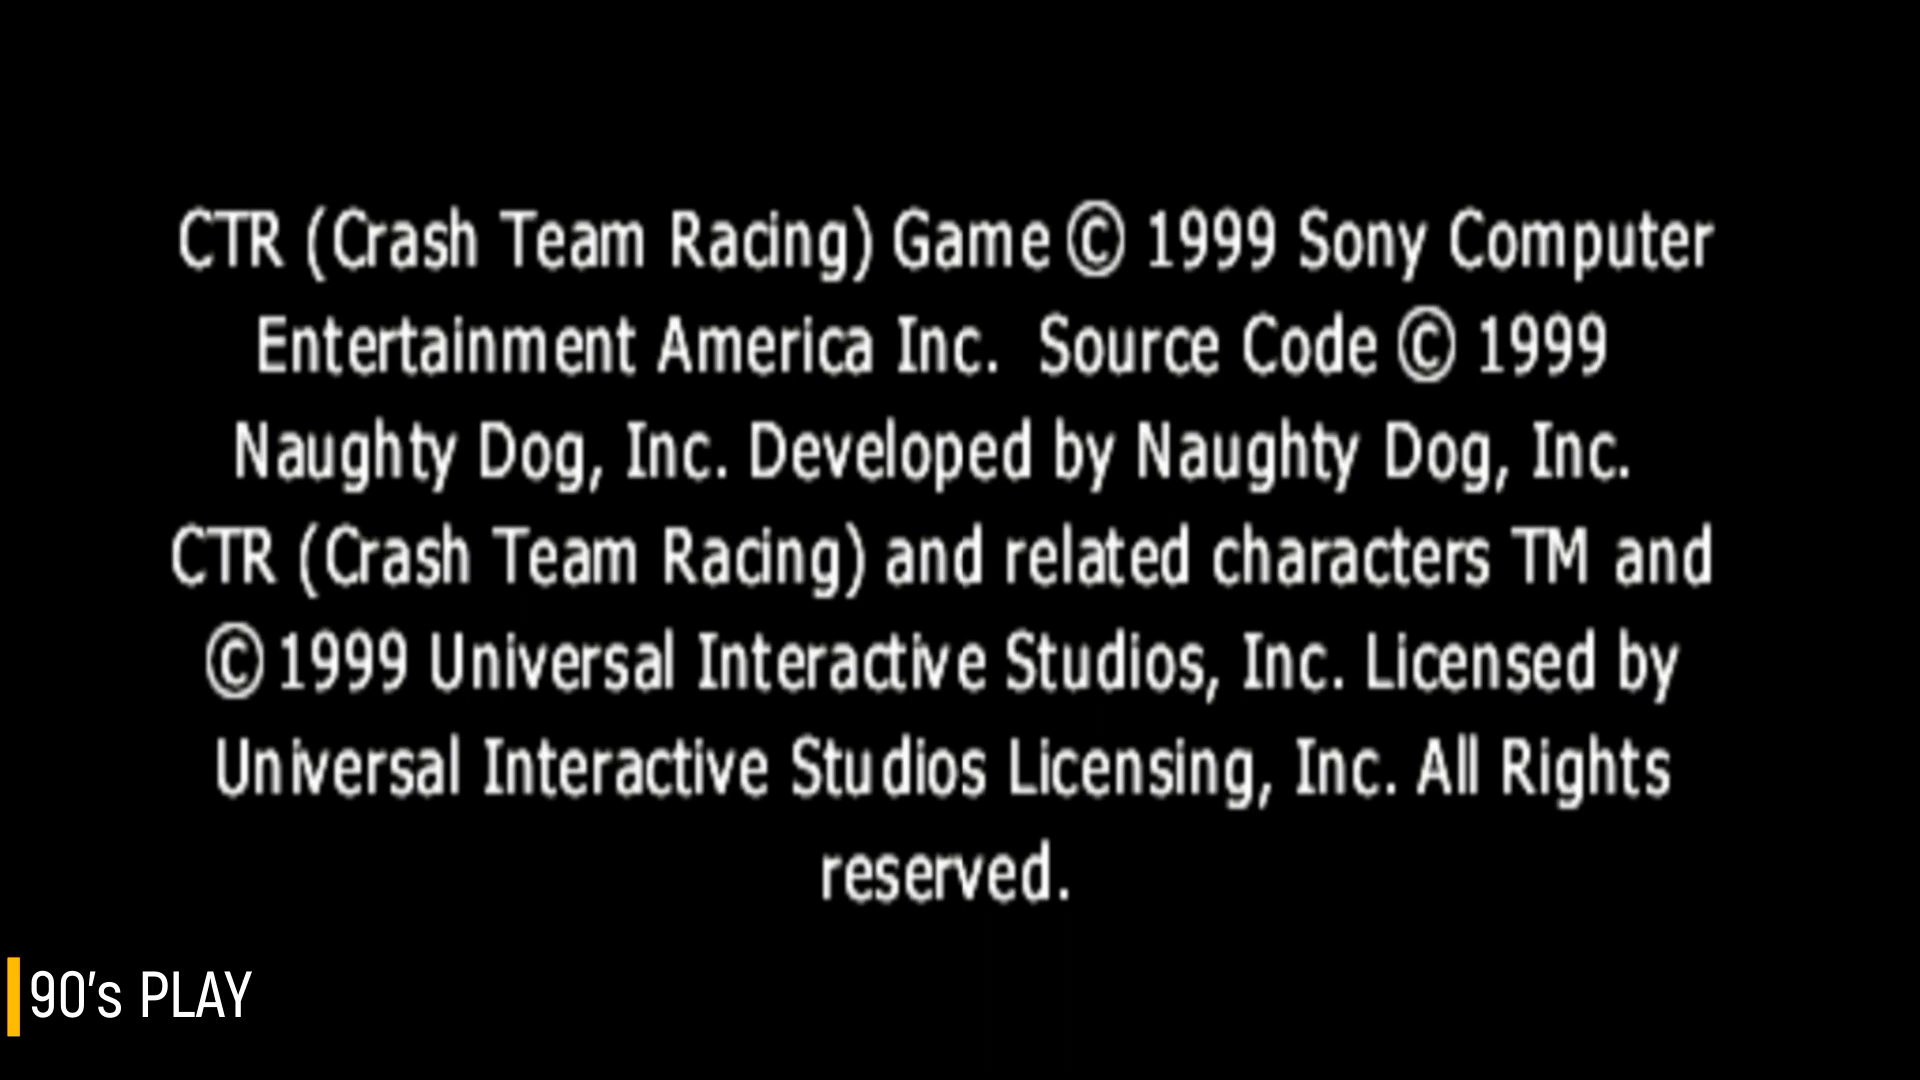 CTR (Crash Team Racing) Game © 1999 Sony Computer
Entertainment America Inc.  Source Code © 1999
Naughty Dog, Inc. Developed by Naughty Dog, Inc.
CTR (Crash Team Racing) and related characters TM and
© 1999 Universal Interactive Studios, Inc. Licensed by
Universal Interactive Studios Licensing, Inc. All Rights
reserved.
90's PLAY